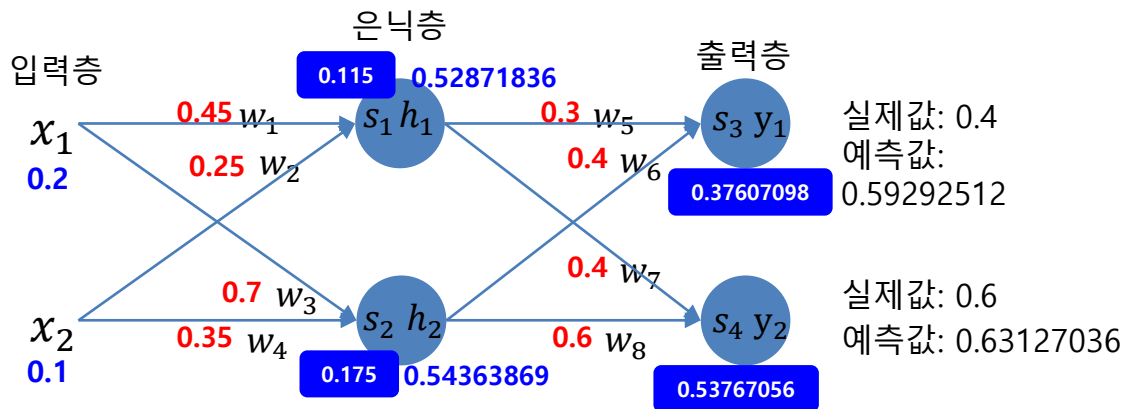 은닉층
입력층
출력층
0.115 0.52871836
x₁
0.2
0.45 w₁
0.25 w₂
s₁ h₁
0.3 w₅
0.4 w₆
s₃ y₁
0.37607098
실제값: 0.4
예측값:
0.59292512
x₂
0.1
0.7 w₃
0.35 w₄
s₂ h₂
0.175 0.54363869
0.4 w₇
0.6 w₈
s₄ y₂
0.53767056
실제값: 0.6
예측값: 0.63127036